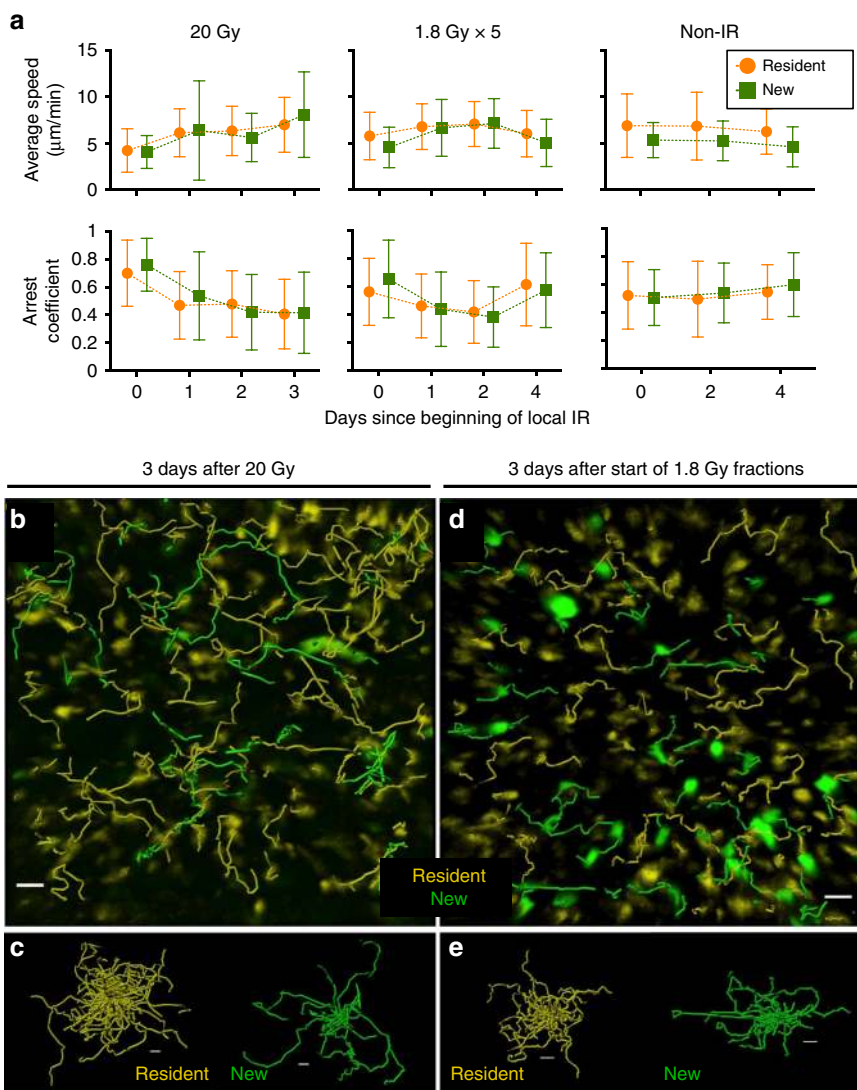 a
20 Gy
1.8 Gy × 5
Non-IR
Resident
New
Average speed
(µm/min)
15
10
5
0
Arrest
coefficient
1
0.8
0.6
0.4
0.2
0
0 1 2 3
0 1 2 4
0 2 4
Days since beginning of local IR
3 days after 20 Gy
3 days after start of 1.8 Gy fractions
b
d
Resident
New
c
Resident New
e
Resident New